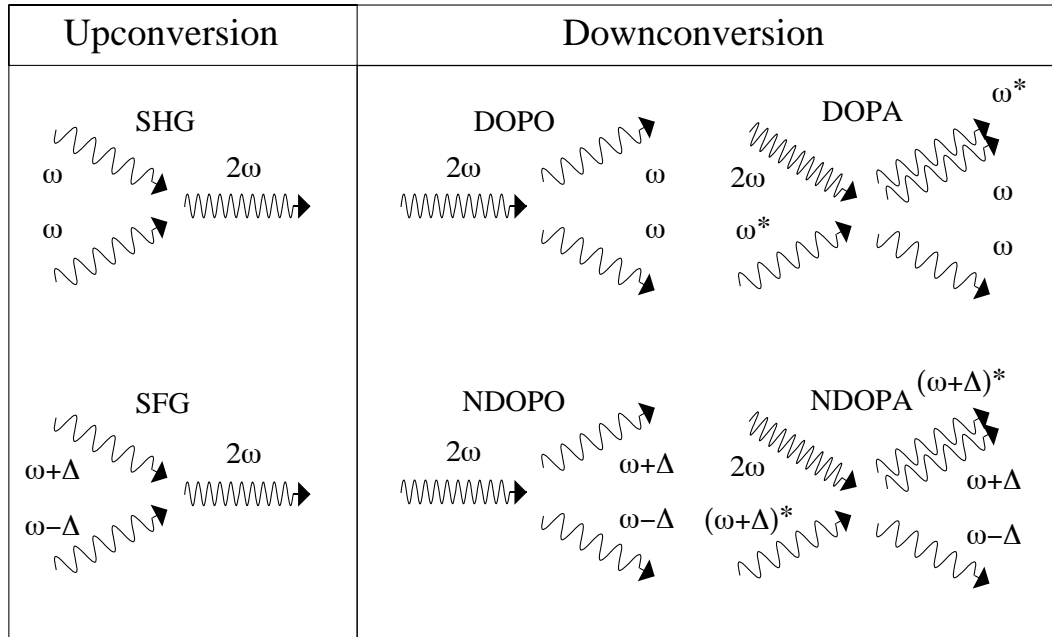 Upconversion
Downconversion
SHG
ω
ω
2ω
DOPO
2ω
ω
ω
DOPA
2ω
ω*
ω*
ω
ω
SFG
ω+Δ
ω−Δ
2ω
NDOPO
2ω
ω+Δ
ω−Δ
NDOPA
2ω
(ω+Δ)*
(ω+Δ)*
ω+Δ
ω−Δ